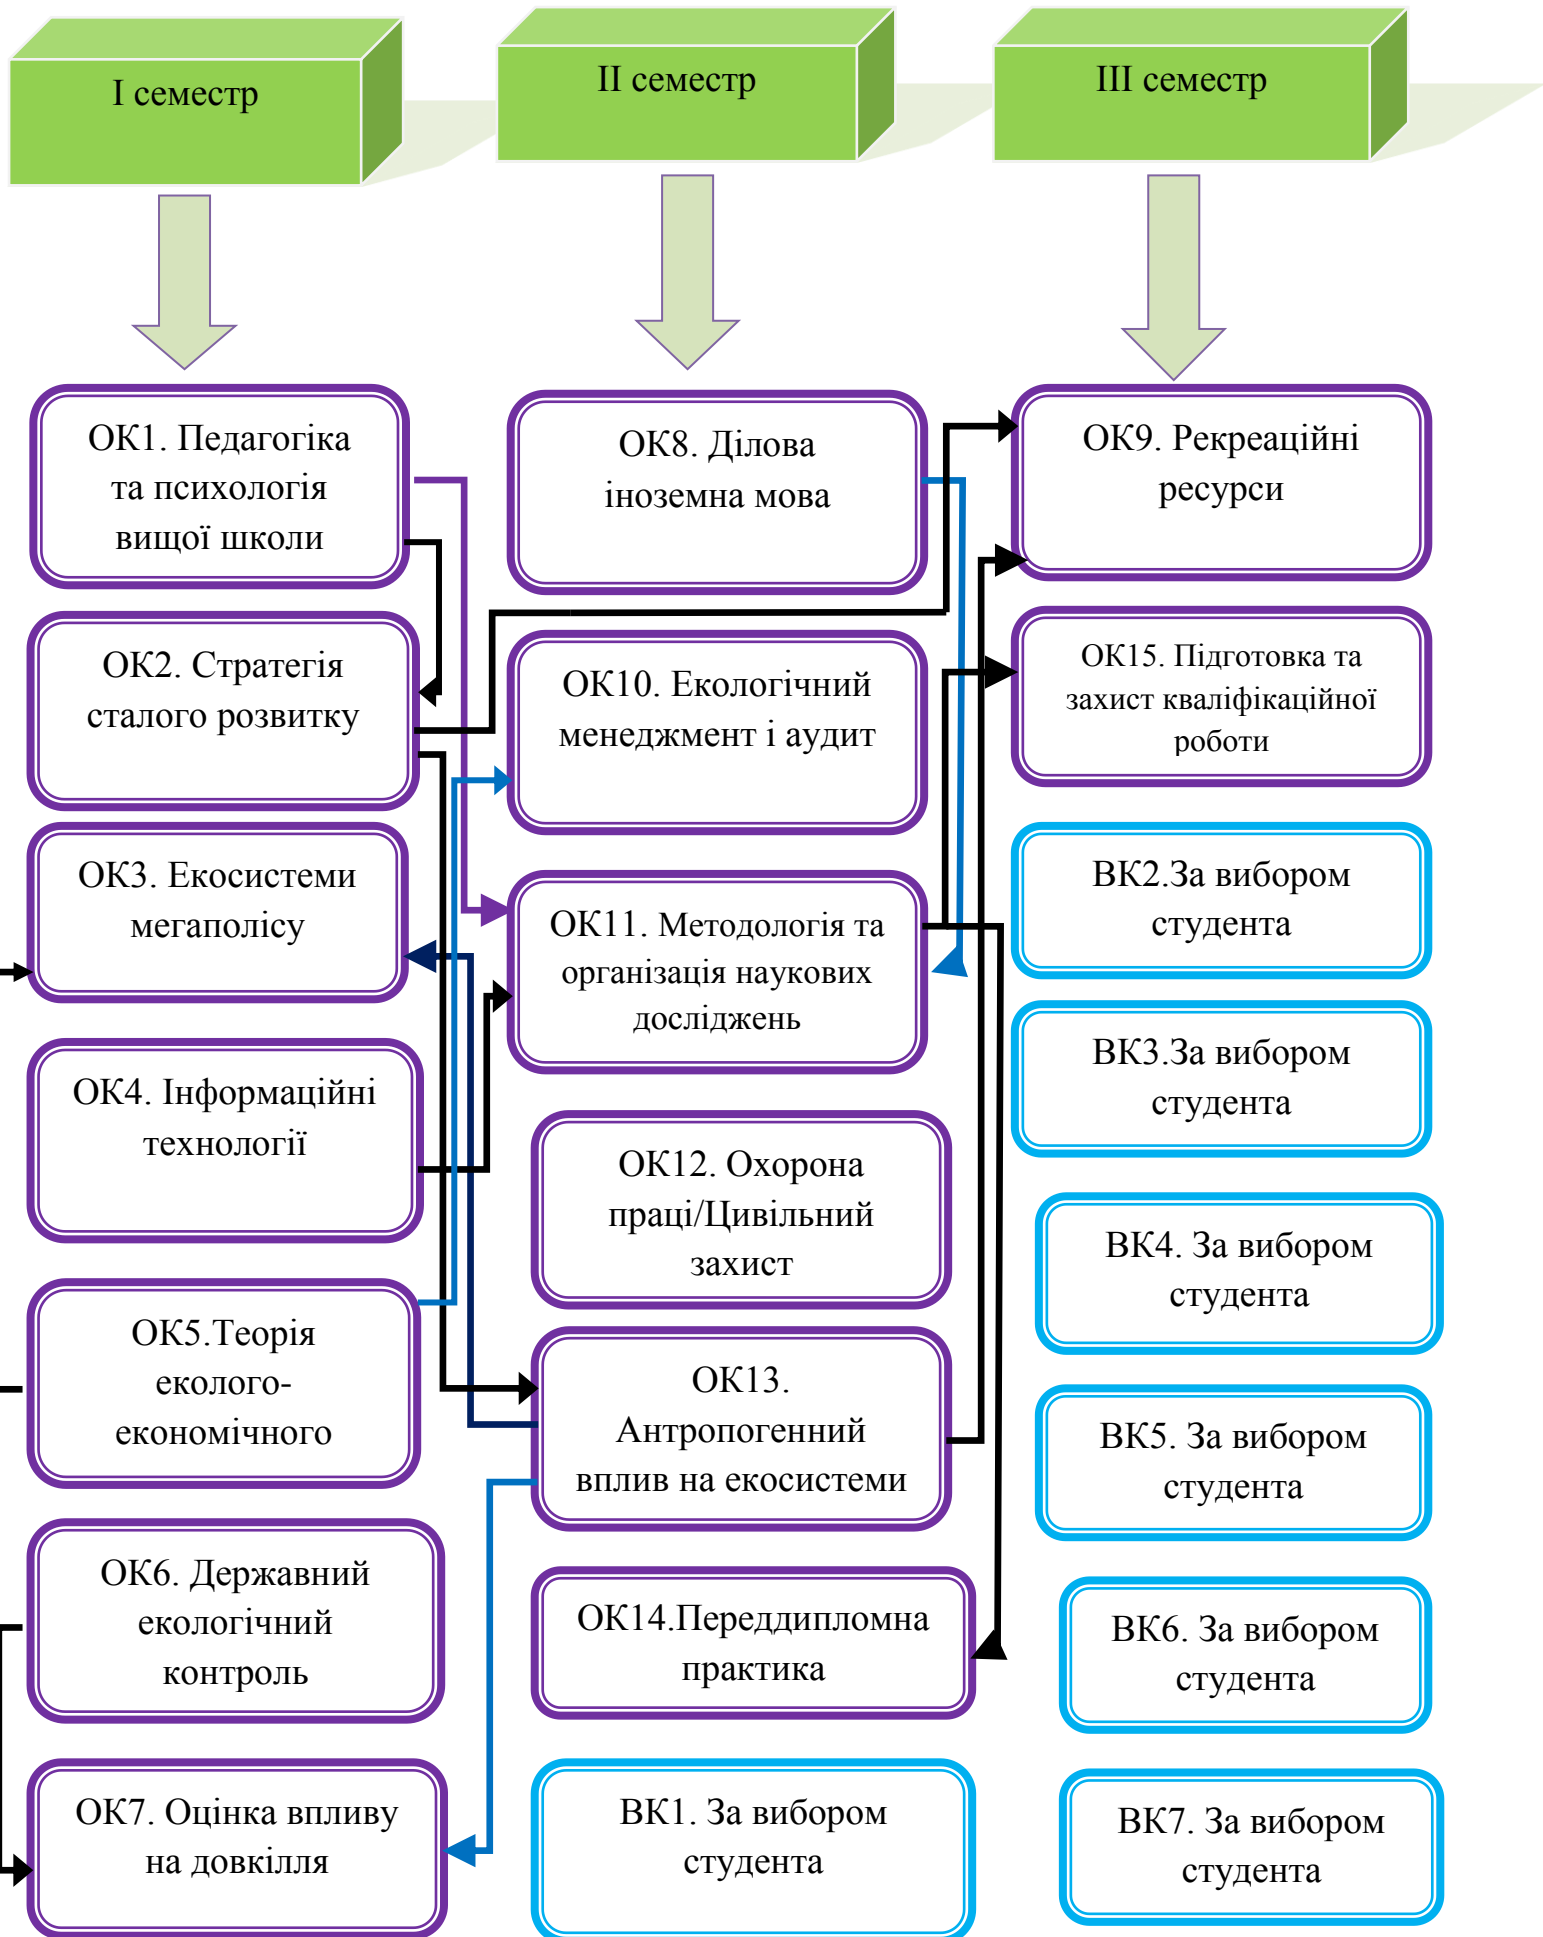 І семестр
ІІ семестр
ІІІ семестр
ОК1. Педагогіка
та психологія
вищої школи
ОК2. Стратегія
сталого розвитку
ОК3. Екосистеми
мегаполісу
ОК4. Інформаційні
технології
ОК5.Теорія
еколого-
економічного
ОК6. Державний
екологічний
контроль
ОК7. Оцінка впливу
на довкілля
ОК8. Ділова
іноземна мова
ОК10. Екологічний
менеджмент і аудит
ОК11. Методологія та
організація наукових
досліджень
ОК12. Охорона
праці/Цивільний
захист
ОК13.
Антропогенний
вплив на екосистеми
ОК14.Переддипломна
практика
ВК1. За вибором
студента
ОК9. Рекреаційні
ресурси
ОК15. Підготовка та
захист кваліфікаційної
роботи
ВК2.За вибором
студента
ВК3.За вибором
студента
ВК4. За вибором
студента
ВК5. За вибором
студента
ВК6. За вибором
студента
ВК7. За вибором
студента